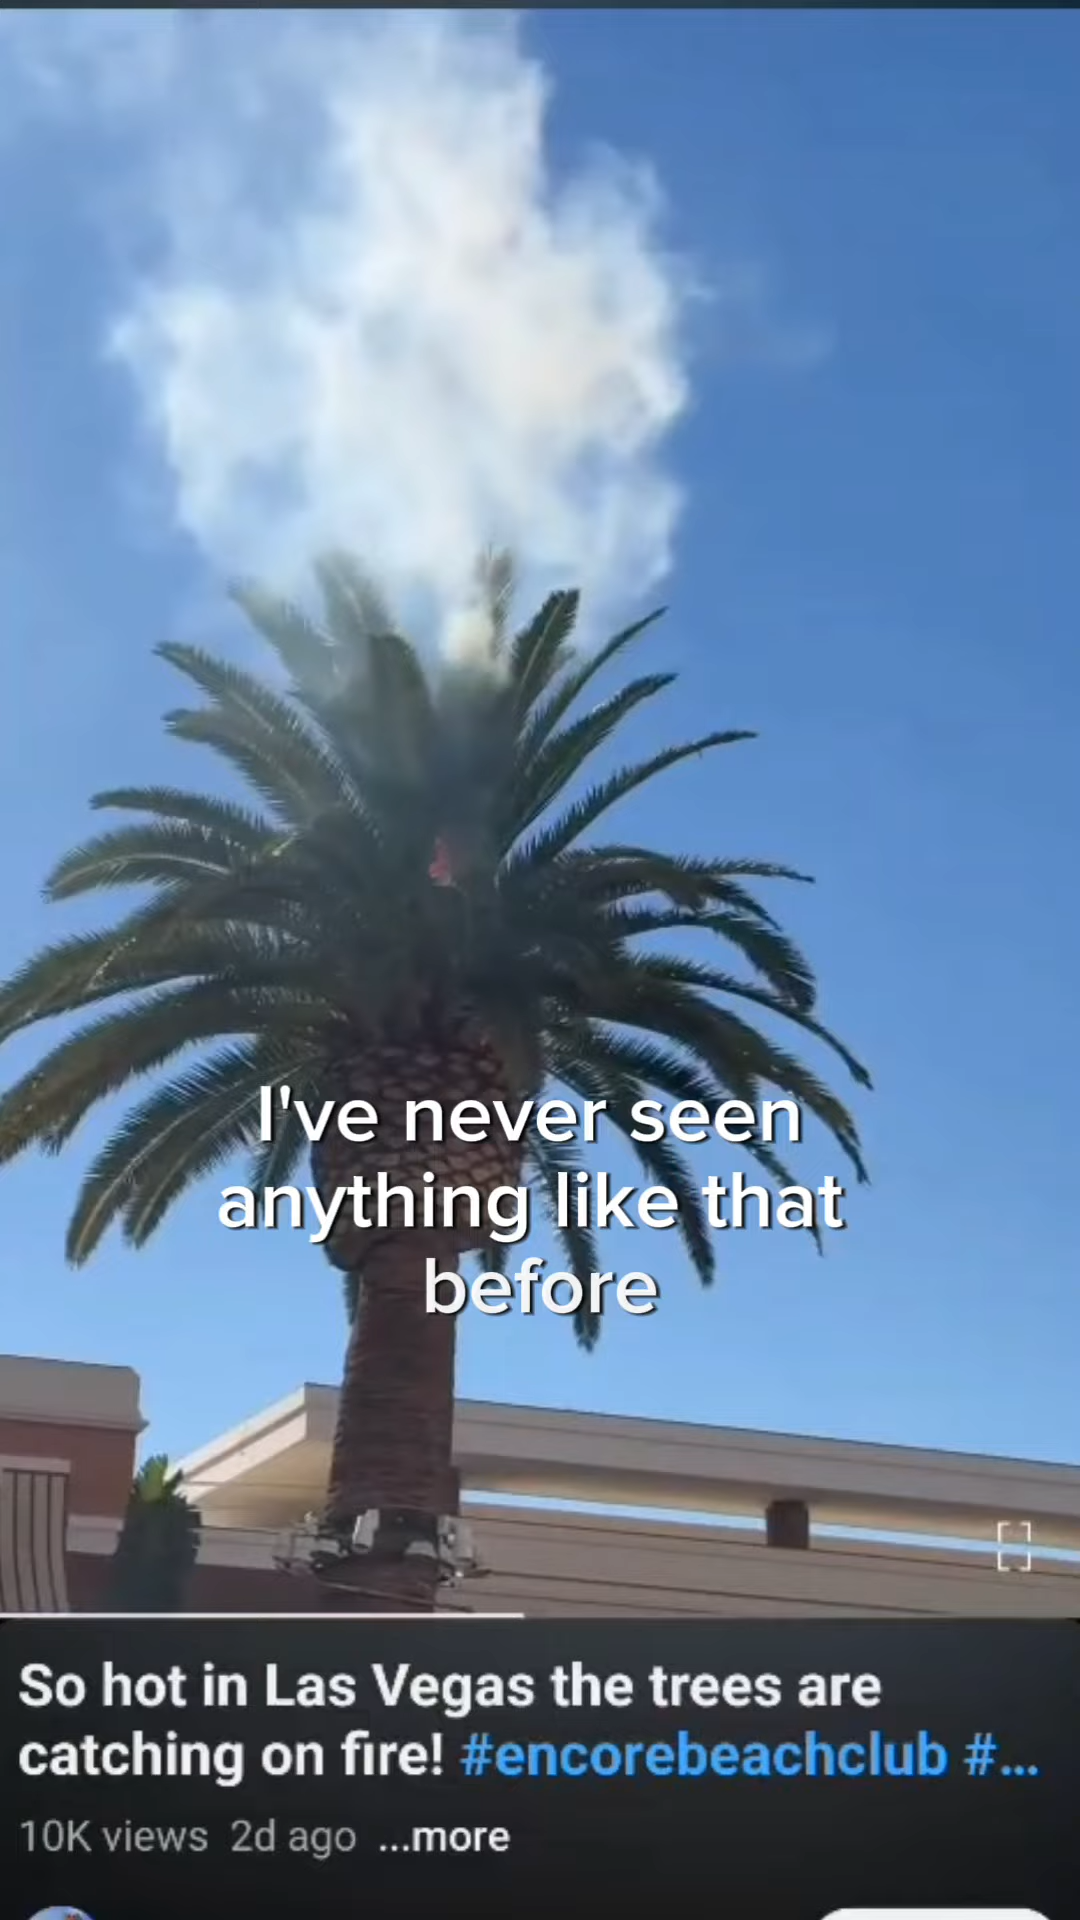 I've never seen
anything like that
before
So hot in Las Vegas the trees are
catching on fire! #encorebeachclub #...
10K views 2d ago ...more